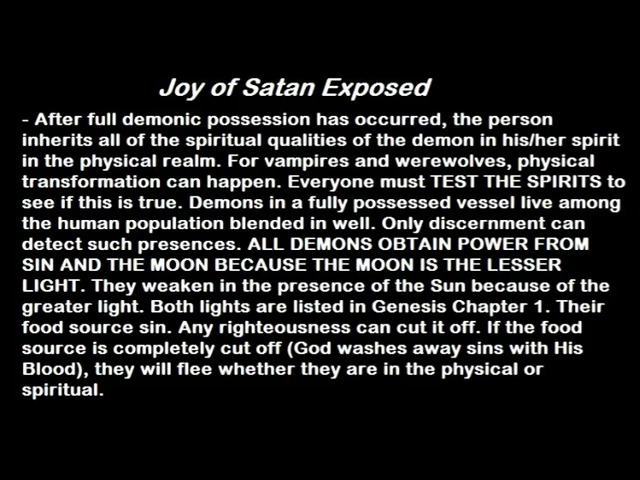 Joy of Satan Exposed
- After full demonic possession has occurred, the person
inherits all of the spiritual qualities of the demon in his/her spirit
in the physical realm. For vampires and werewolves, physical
transformation can happen. Everyone must TEST THE SPIRITS to
see if this is true. Demons in a fully possessed vessel live among
the human population blended in well. Only discernment can
detect such presences. ALL DEMONS OBTAIN POWER FROM
SIN AND THE MOON BECAUSE THE MOON IS THE LESSER
LIGHT. They weaken in the presence of the Sun because of the
greater light. Both lights are listed in Genesis Chapter 1. Their
food source sin. Any righteousness can cut it off. If the food
source is completely cut off (God washes away sins with His
Blood), they will flee whether they are in the physical or
spiritual.